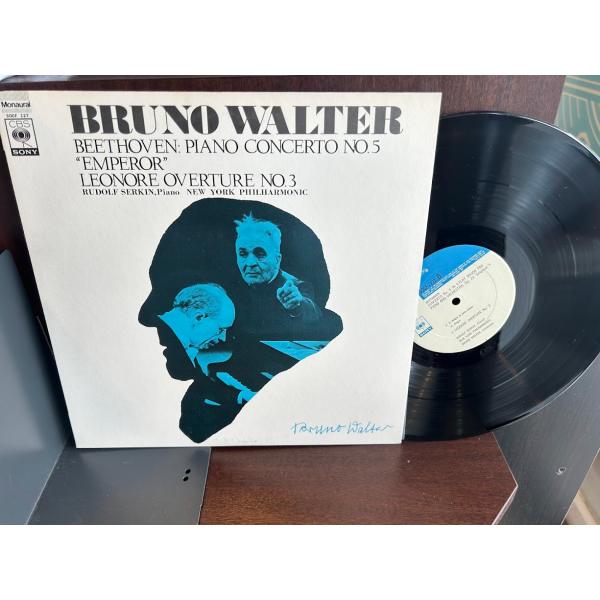 Monaural
SOCF 127
CBS
SONY
BRUNO WALTER
BEETHOVEN: PIANO CONCERTO NO. 5
"EMPEROR"
LEONORE OVERTURE NO. 3
RUDOLF SERKIN, Piano NEW YORK PHILHARMONIC
Bruno Walter